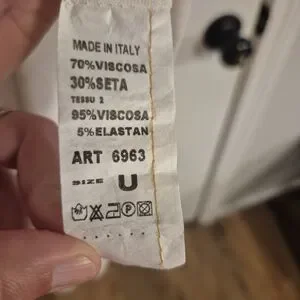 MADE IN ITALY
70%VISCOSA
30%SETA
TESSU 2
95%VISCOSA
5%ELASTAN
ART 6963
SIZE U
P